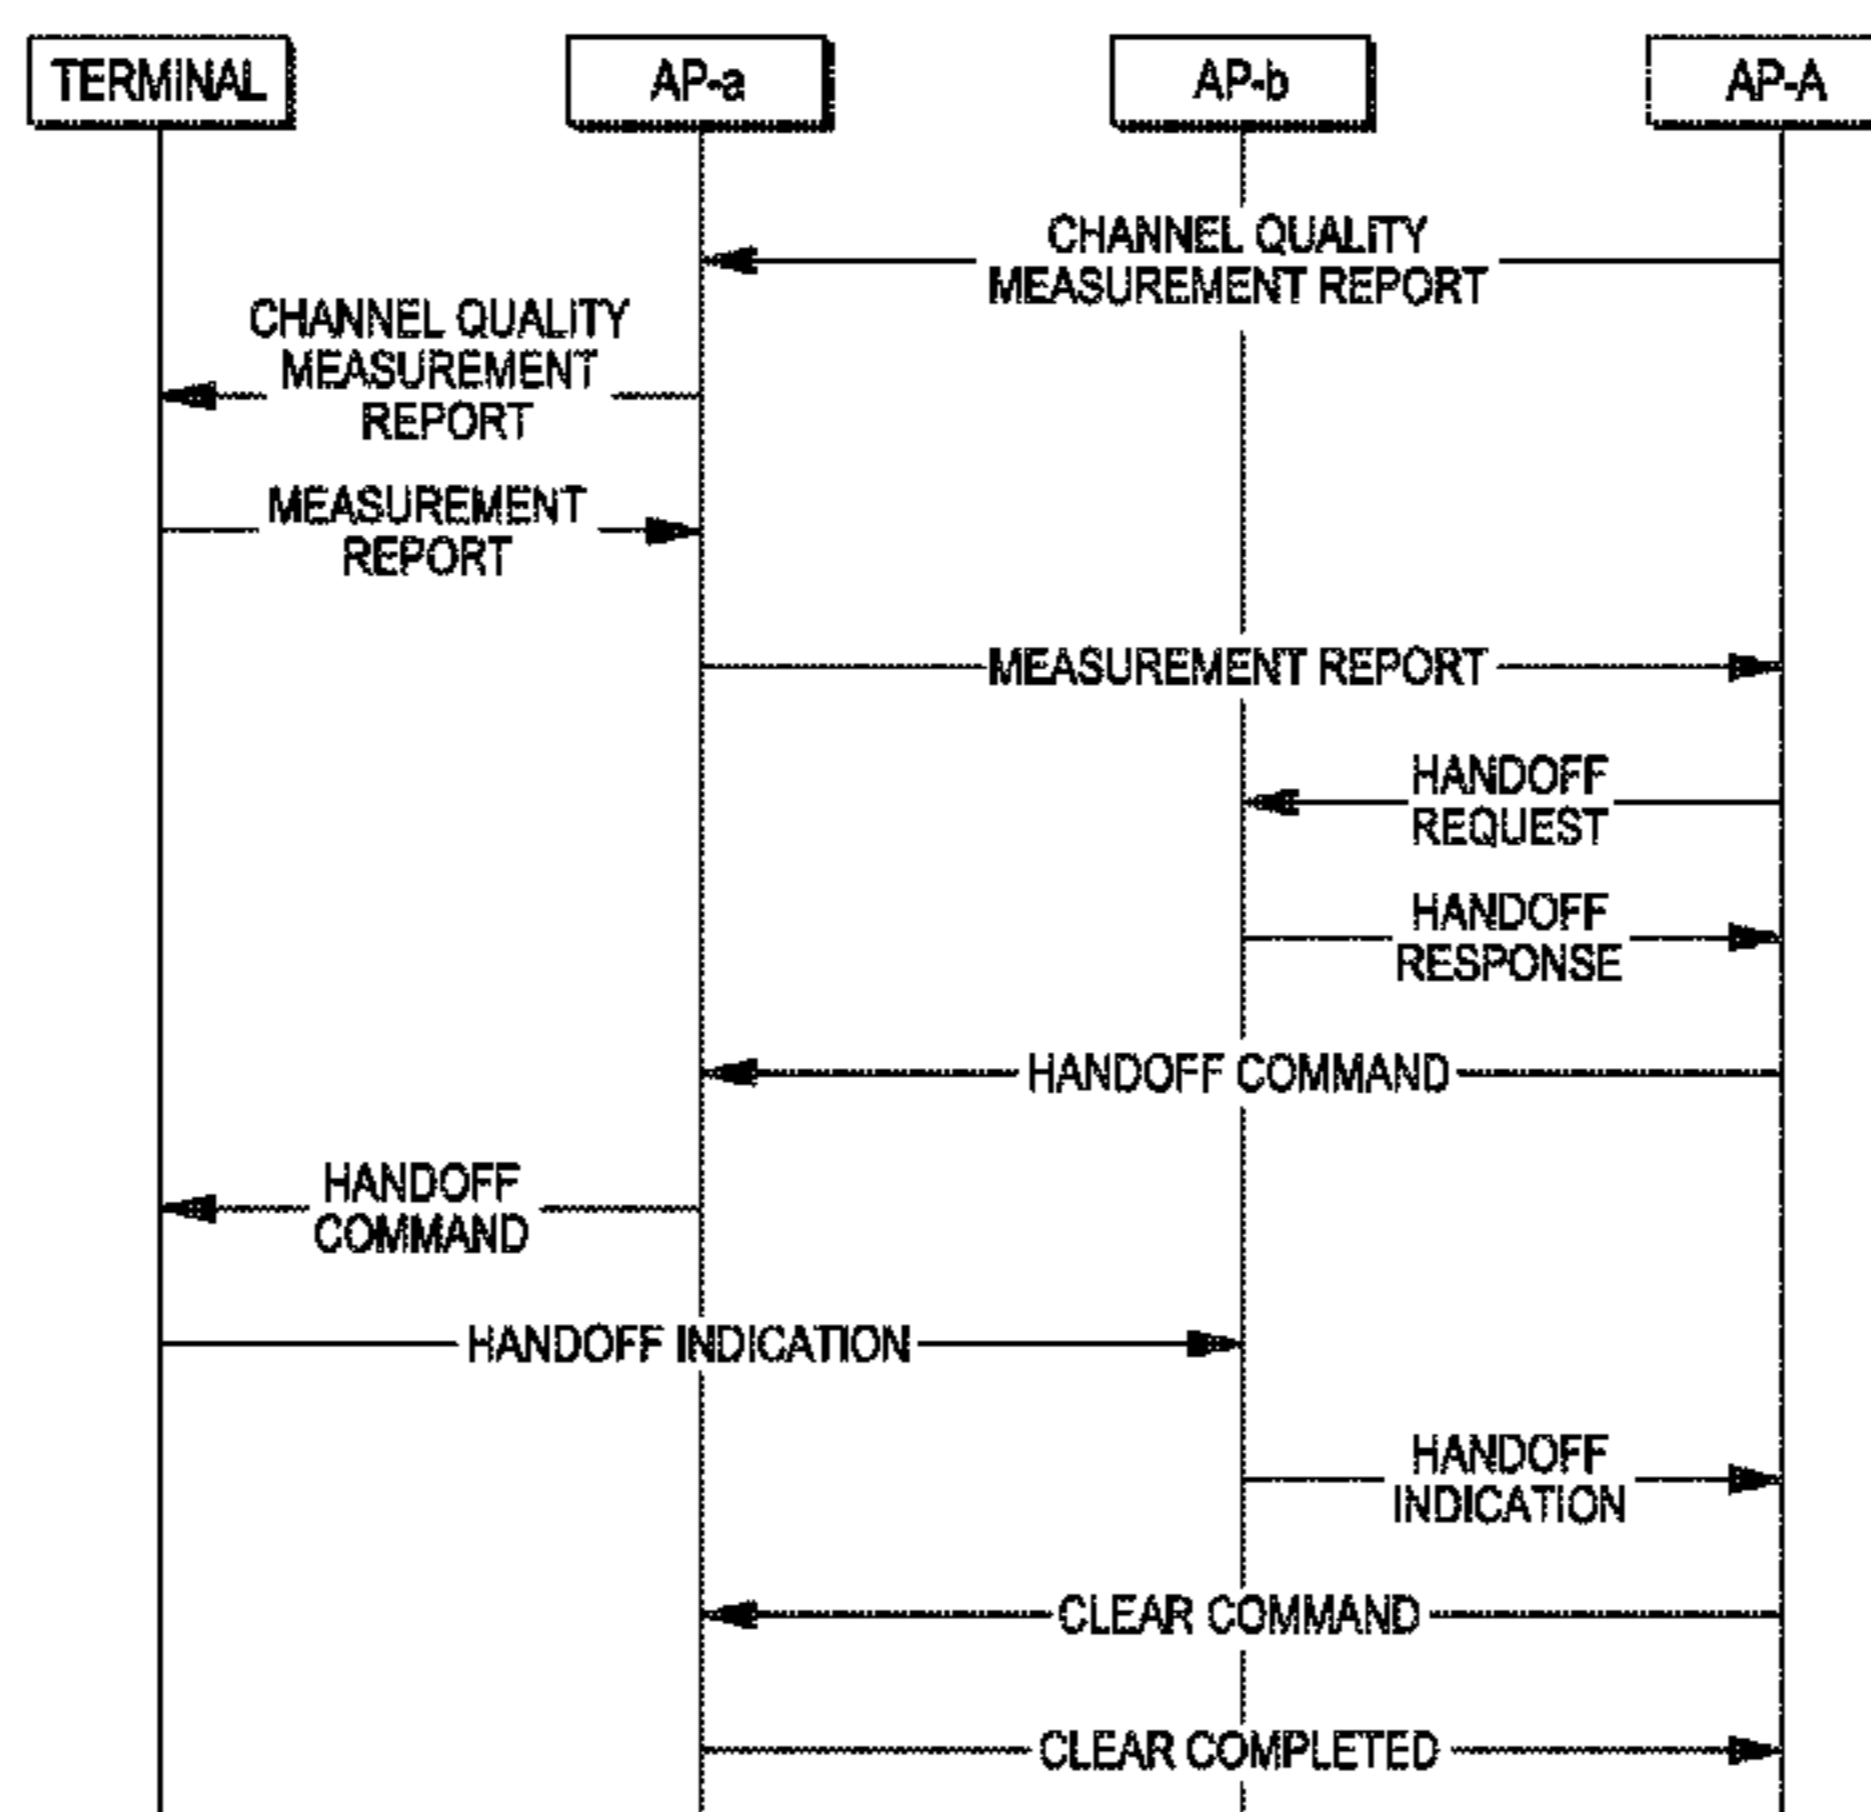 TERMINAL
AP-a
AP-b
AP-A
CHANNEL QUALITY
MEASUREMENT REPORT
CHANNEL QUALITY
MEASUREMENT
REPORT
MEASUREMENT
REPORT
MEASUREMENT REPORT
HANDOFF
REQUEST
HANDOFF
RESPONSE
HANDOFF COMMAND
HANDOFF
COMMAND
HANDOFF INDICATION
HANDOFF
INDICATION
CLEAR COMMAND
CLEAR COMPLETED